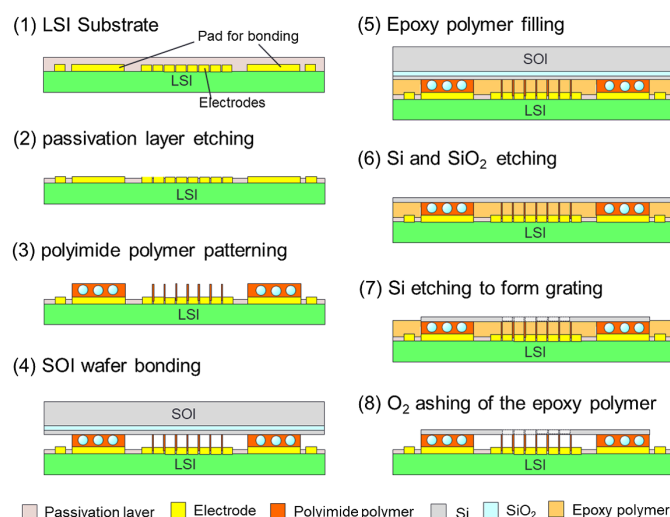 (1) LSI Substrate
Pad for bonding
LSI
Electrodes
(2) passivation layer etching
LSI
(3) polyimide polymer patterning
LSI
(4) SOI wafer bonding
SOI
LSI
(5) Epoxy polymer filling
SOI
LSI
(6) Si and SiO₂ etching
LSI
(7) Si etching to form grating
LSI
(8) O₂ ashing of the epoxy polymer
LSI
Passivation layer Electrode Polyimide polymer Si SiO₂ Epoxy polymer